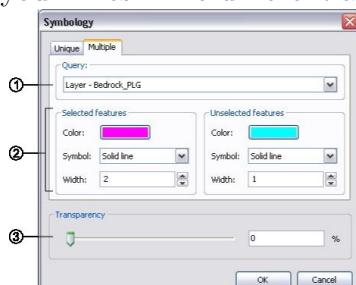 Symbology
Unique Multiple
Query:
① Layer - Bedrock_PLG
② Selected features Unselected features
Color: Color:
Symbol: Solid line Symbol: Solid line
Width: 2 Width: 1
Transparency
③ 0 %
OK Cancel